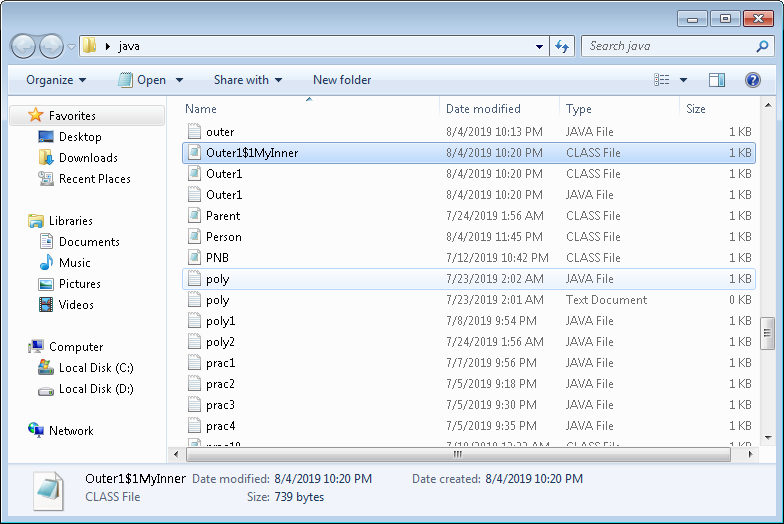 java
Search java
Organize Open Share with New folder
Name Date modified Type Size
Favorites
Desktop
Downloads
Recent Places
Libraries
Documents
Music
Pictures
Videos
Computer
Local Disk (C:)
Local Disk (D:)
Network
outer 8/4/2019 10:13 PM JAVA File 1 KB
Outer1$1MyInner 8/4/2019 10:20 PM CLASS File 1 KB
Outer1 8/4/2019 10:20 PM CLASS File 1 KB
Outer1 8/4/2019 10:20 PM JAVA File 1 KB
Parent 7/24/2019 1:56 AM CLASS File 1 KB
Person 8/4/2019 11:45 PM CLASS File 1 KB
PNB 7/12/2019 10:42 PM CLASS File 1 KB
poly 7/23/2019 2:02 AM JAVA File 1 KB
poly 7/23/2019 2:01 AM Text Document 0 KB
poly1 7/8/2019 9:54 PM JAVA File 1 KB
poly2 7/24/2019 1:56 AM JAVA File 1 KB
prac1 7/7/2019 9:56 PM JAVA File 1 KB
prac2 7/5/2019 9:18 PM JAVA File 1 KB
prac3 7/5/2019 9:30 PM JAVA File 1 KB
prac4 7/5/2019 9:35 PM JAVA File 1 KB
Outer1$1MyInner Date modified: 8/4/2019 10:20 PM Date created: 8/4/2019 10:20 PM
CLASS File Size: 739 bytes